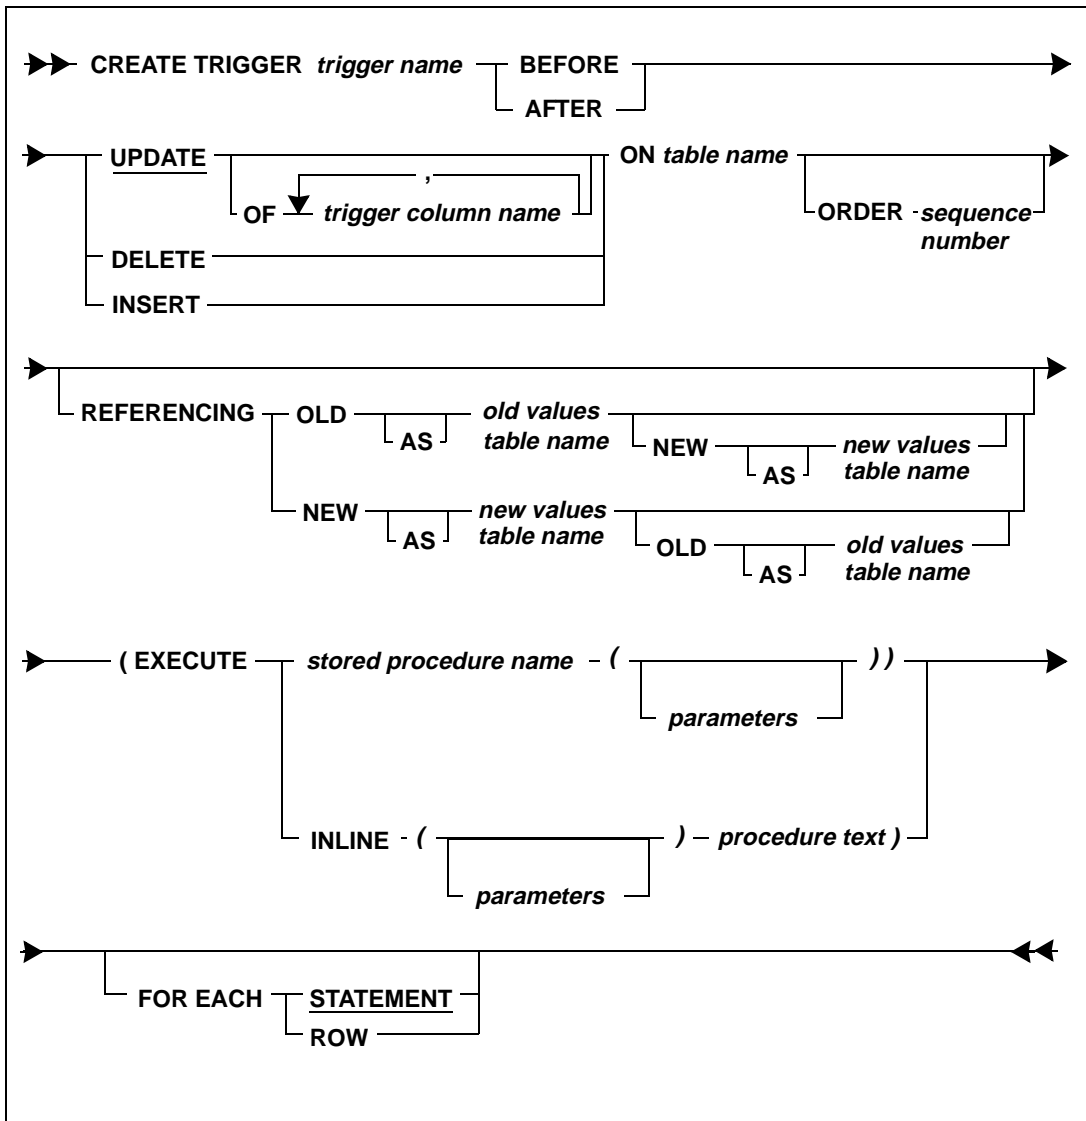 CREATE TRIGGER trigger name BEFORE
AFTER
UPDATE ON table name
,
OF trigger column name ORDER sequence
number
DELETE
INSERT
REFERENCING OLD old values
AS table name NEW new values
AS table name
NEW new values
AS table name OLD old values
AS table name
( EXECUTE stored procedure name ( ) )
parameters
INLINE ( ) procedure text )
parameters
FOR EACH STATEMENT
ROW